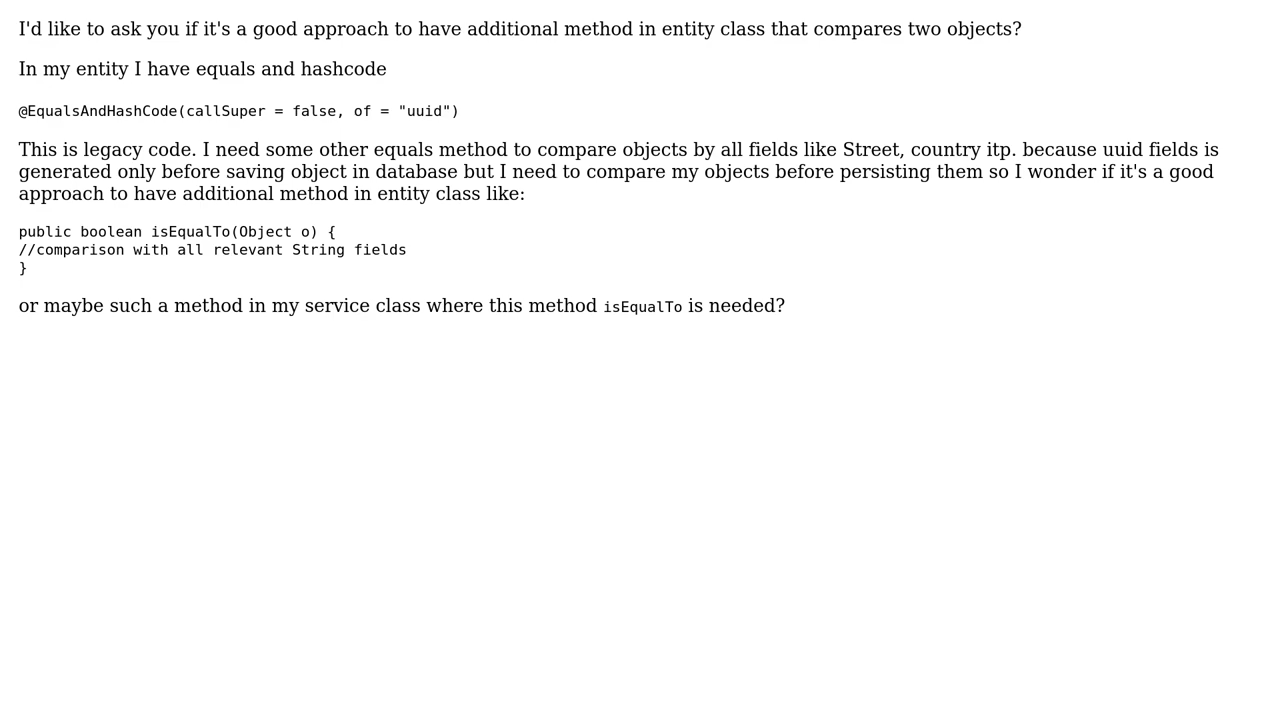 I'd like to ask you if it's a good approach to have additional method in entity class that compares two objects?
In my entity I have equals and hashcode
@EqualsAndHashCode(callSuper = false, of = "uuid")
This is legacy code. I need some other equals method to compare objects by all fields like Street, country itp. because uuid fields is
generated only before saving object in database but I need to compare my objects before persisting them so I wonder if it's a good
approach to have additional method in entity class like:
public boolean isEqualTo(Object o) {
//comparison with all relevant String fields
}
or maybe such a method in my service class where this method isEqualTo is needed?